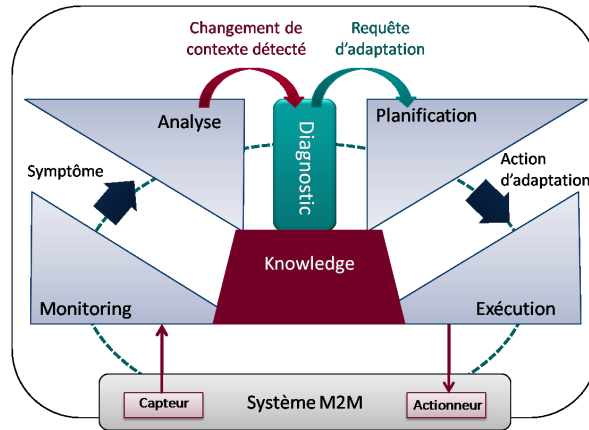 Changement de
contexte détecté
Requête
d'adaptation
Analyse
Diagnostic
Planification
Symptôme
Action
d'adaptation
Knowledge
Monitoring
Exécution
Capteur
Système M2M
Actionneur